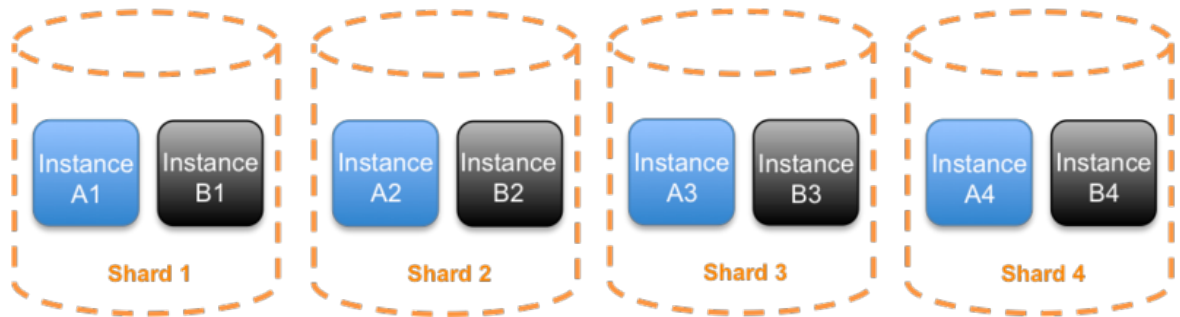 Instance
A1
Instance
B1
Shard 1
Instance
A2
Instance
B2
Shard 2
Instance
A3
Instance
B3
Shard 3
Instance
A4
Instance
B4
Shard 4